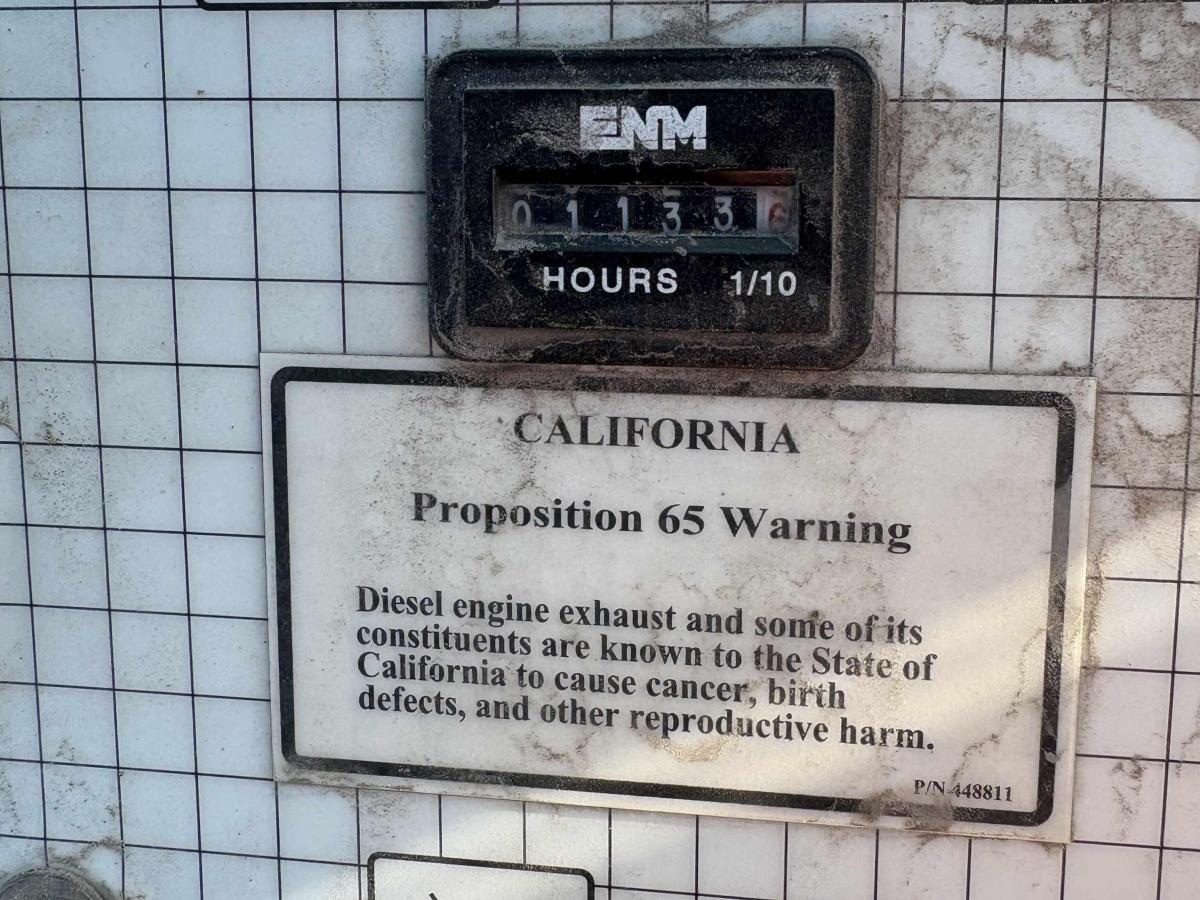 ENM
0 1 1 3 3
HOURS 1/10
CALIFORNIA
Proposition 65 Warning
Diesel engine exhaust and some of its
constituents are known to the State of
California to cause cancer, birth
defects, and other reproductive harm.
P/N 448811